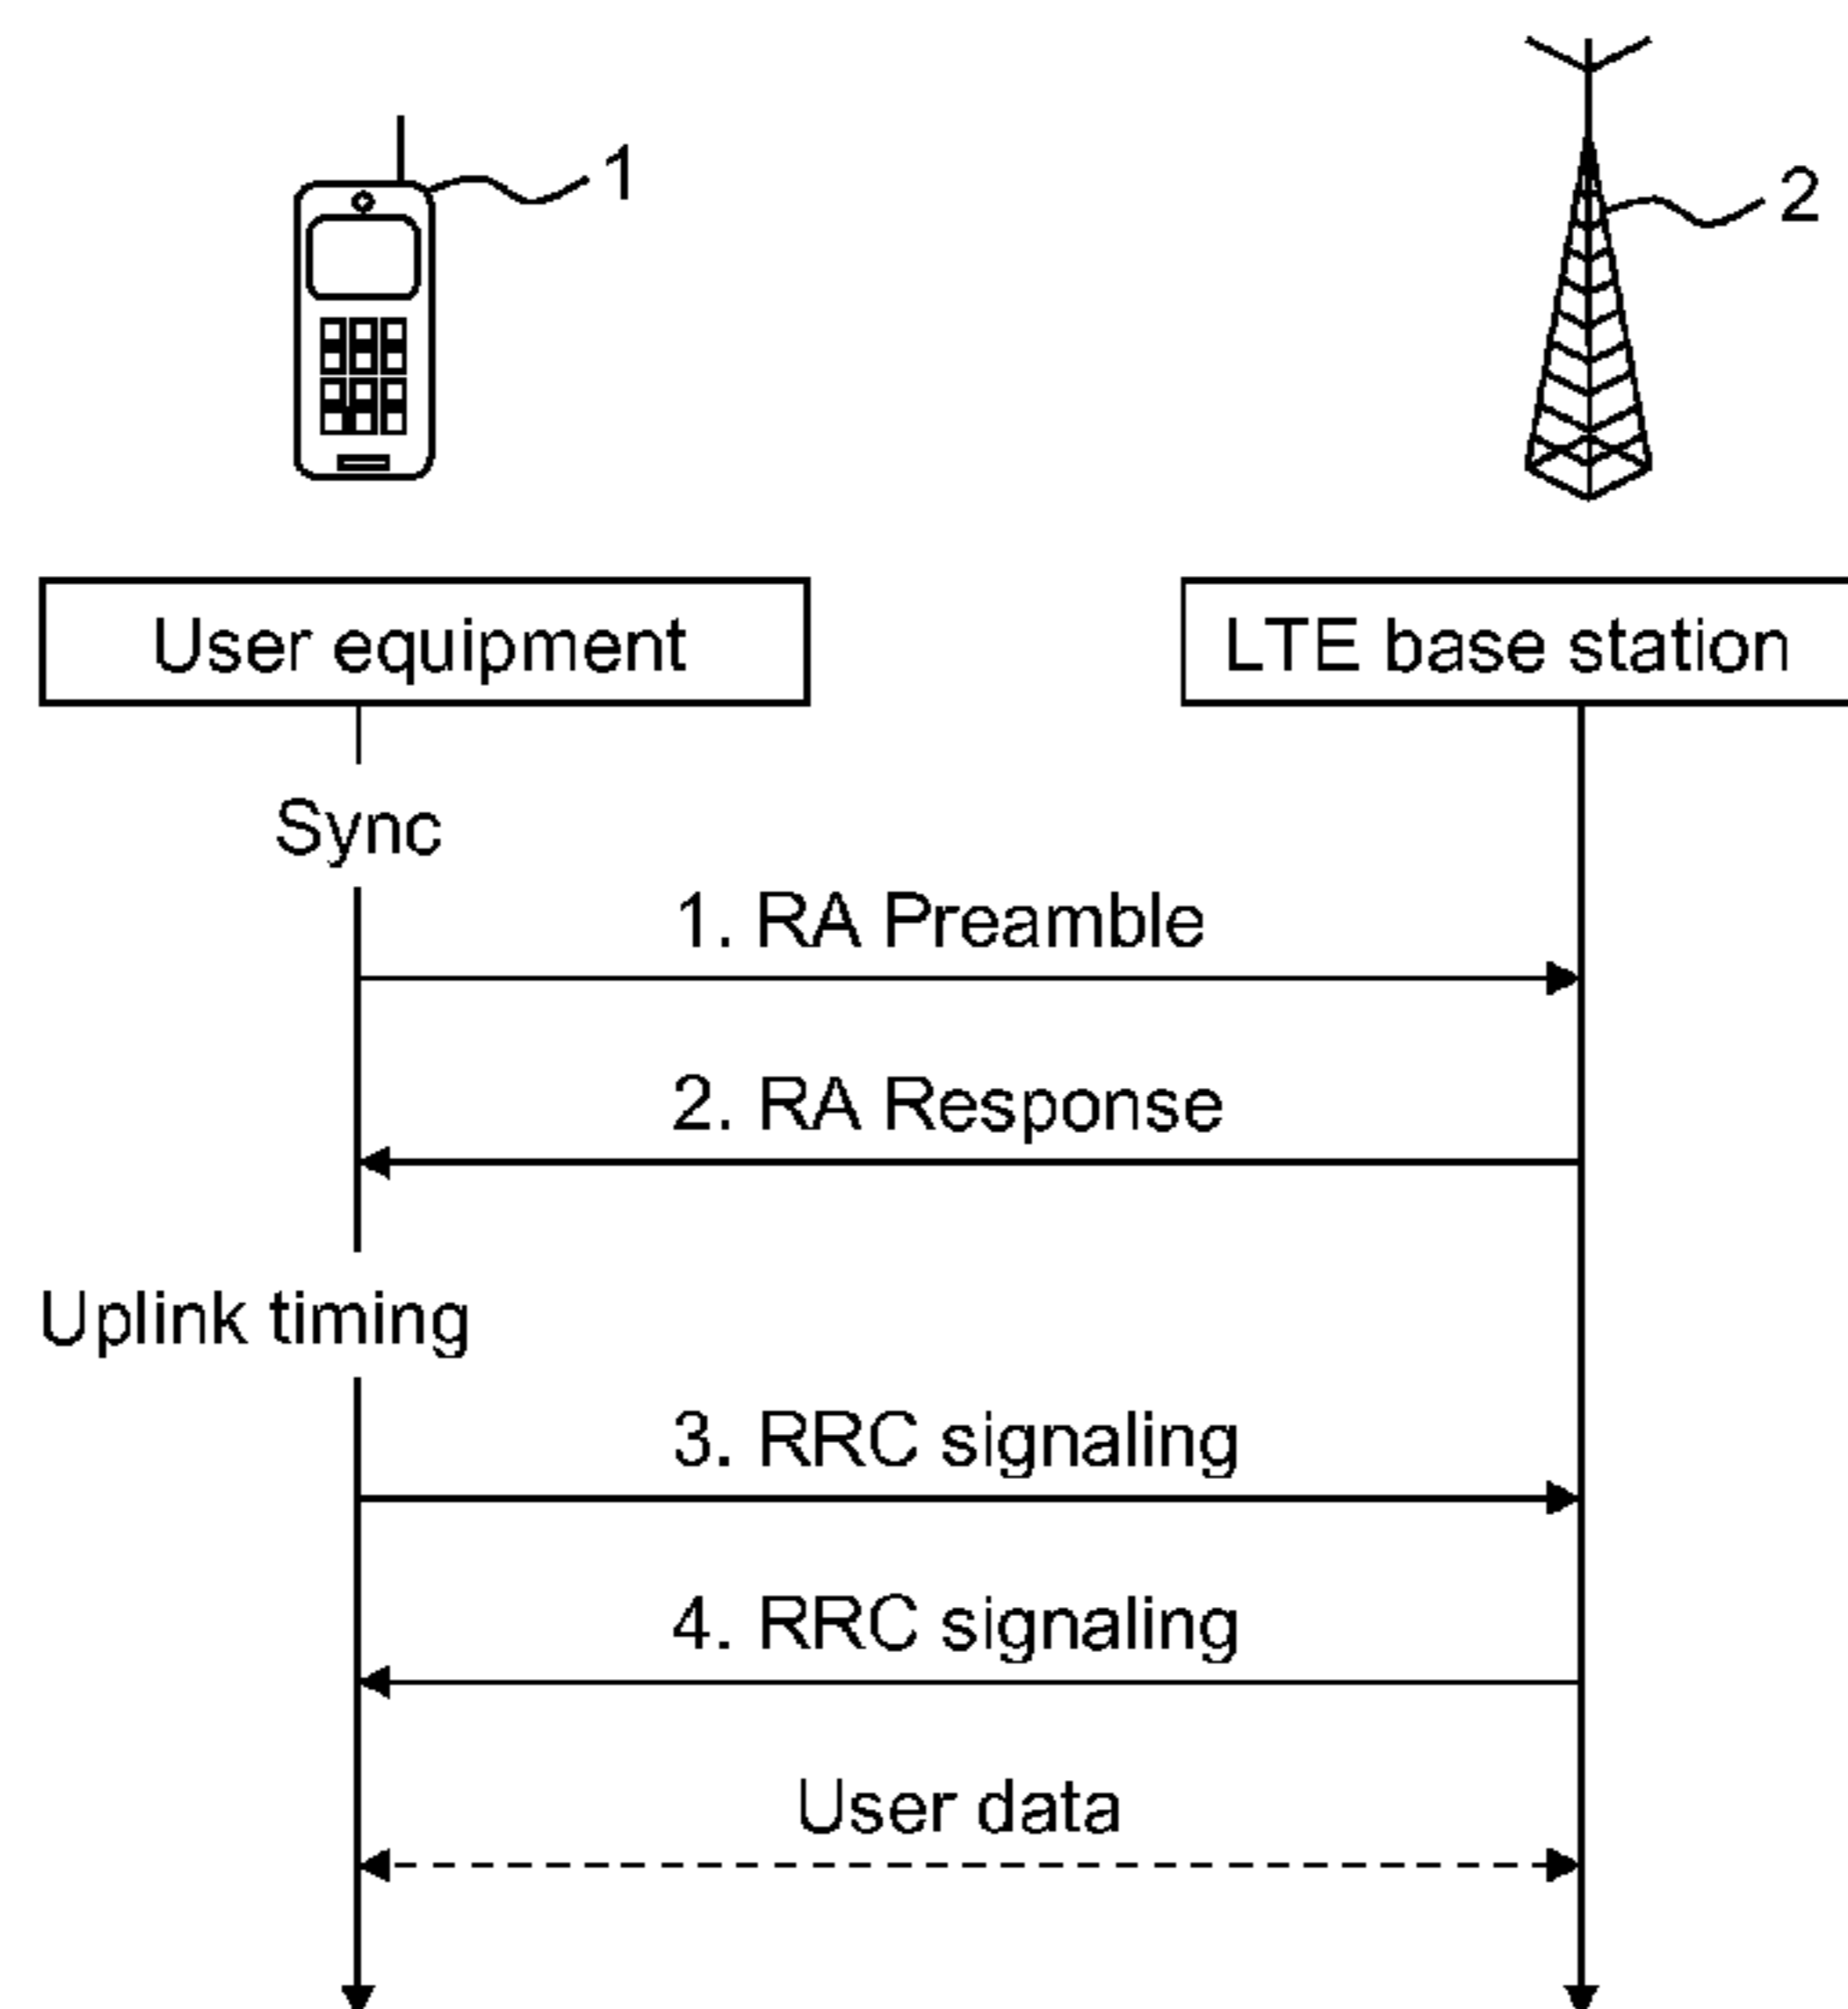 1
2
User equipment
LTE base station
Sync
1. RA Preamble
2. RA Response
Uplink timing
3. RRC signaling
4. RRC signaling
User data